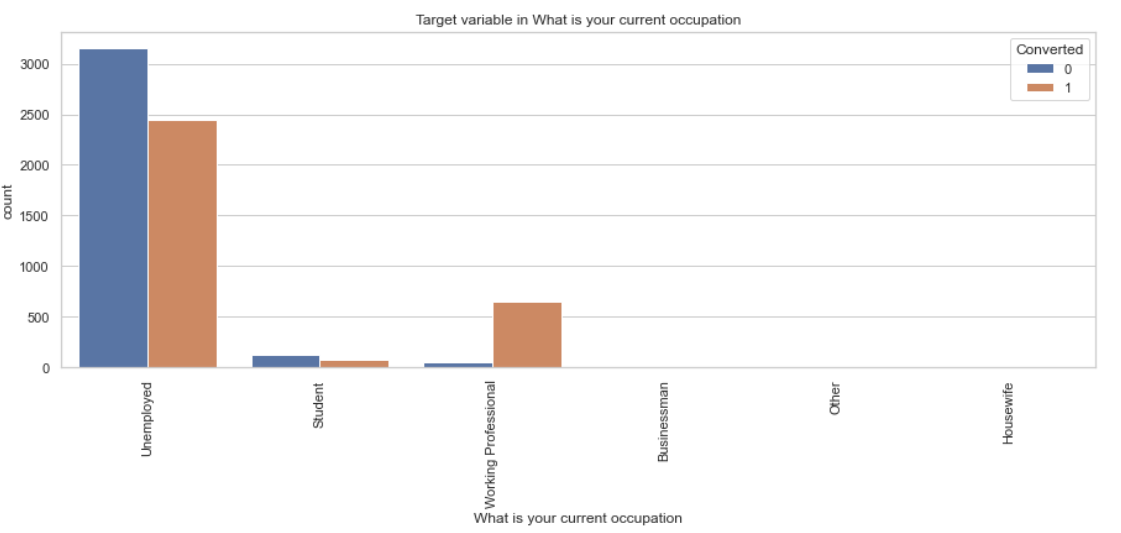 Target variable in What is your current occupation
Converted
0
1
3000
2500
2000
1500
1000
500
0
count
Unemployed
Student
Working Professional
Businessman
Other
Housewife
What is your current occupation